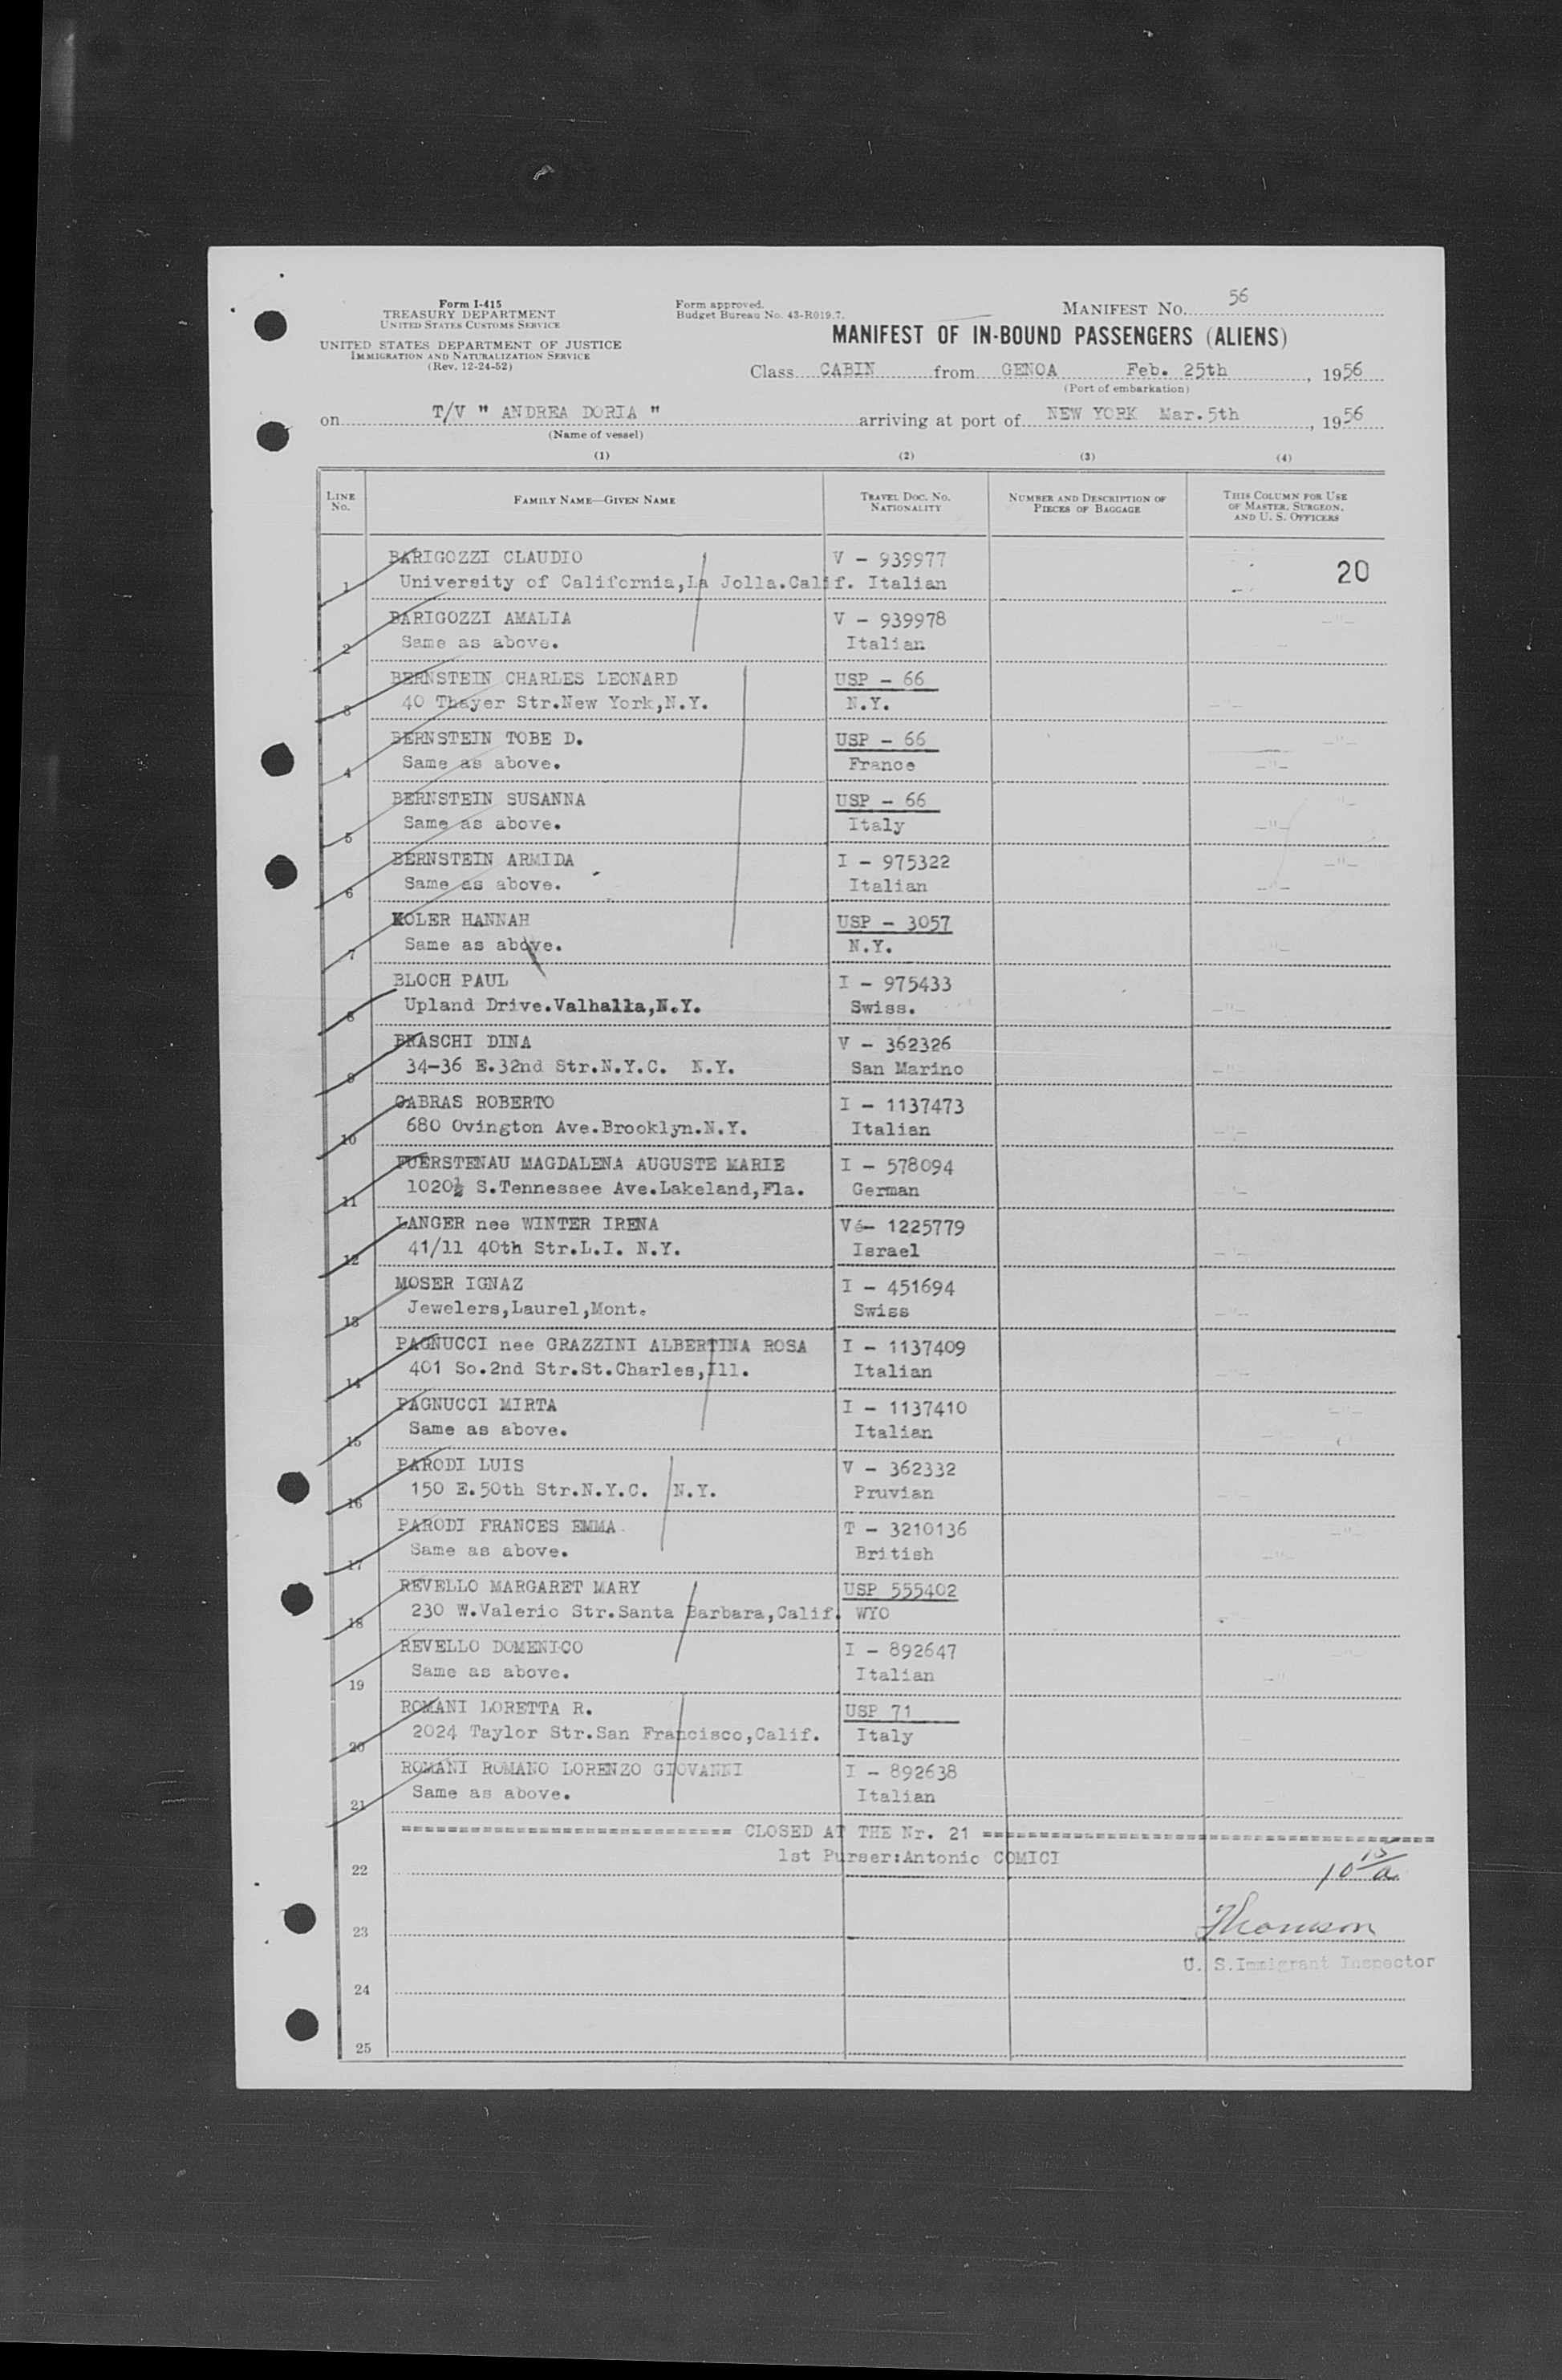 Form I-415
TREASURY DEPARTMENT
UNITED STATES CUSTOMS SERVICE
UNITED STATES DEPARTMENT OF JUSTICE
IMMIGRATION AND NATURALIZATION SERVICE
(Rev. 12-24-52)
Form approved.
Budget Bureau No. 43-R019.7.
MANIFEST NO. 56
MANIFEST OF IN-BOUND PASSENGERS (ALIENS)
Class CABIN from GENOA Feb. 25th, 1956
(Port of embarkation)
on T/V " ANDREA DORIA " arriving at port of NEW YORK Mar.5th, 1956
(Name of vessel)
(1) (2) (3) (4)
LINE No. FAMILY NAME—GIVEN NAME TRAVEL DOC. NO. NATIONALITY NUMBER AND DESCRIPTION OF PIECES OF BAGGAGE THIS COLUMN FOR USE OF MASTER, SURGEON, AND U. S. OFFICERS
BARIGOZZI CLAUDIO V - 939977
1 University of California,La Jolla.Calif. Italian 20
BARIGOZZI AMALIA V - 939978
2 Same as above. Italian
BERNSTEIN CHARLES LEONARD USP - 66
3 40 Thayer Str.New York,N.Y. N.Y.
BERNSTEIN TOBE D. USP - 66
4 Same as above. France
BERNSTEIN SUSANNA USP - 66
5 Same as above. Italy
BERNSTEIN ARMIDA I - 975322
6 Same as above. Italian
KOLER HANNAH USP - 3057
7 Same as above. N.Y.
BLOCH PAUL I - 975433
8 Upland Drive.Valhalla,N.Y. Swiss.
BRASCHI DINA V - 362326
9 34-36 E.32nd Str.N.Y.C. N.Y. San Marino
CABRAS ROBERTO I - 1137473
10 680 Ovington Ave.Brooklyn.N.Y. Italian
FUERSTENAU MAGDALENA AUGUSTE MARIE I - 578094
11 1020½ S.Tennessee Ave.Lakeland,Fla. German
LANGER nee WINTER IRENA V - 1225779
12 41/11 40th Str.L.I. N.Y. Israel
MOSER IGNAZ I - 451694
13 Jewelers,Laurel,Mont. Swiss
PAGNUCCI nee GRAZZINI ALBERTINA ROSA I - 1137409
14 401 So.2nd Str.St.Charles,Ill. Italian
PAGNUCCI MIRTA I - 1137410
15 Same as above. Italian
PARODI LUIS V - 362332
16 150 E.50th Str.N.Y.C. N.Y. Pruvian
PARODI FRANCES EMMA T - 3210136
17 Same as above. British
REVELLO MARGARET MARY USP 555402
18 230 W.Valerio Str.Santa Barbara,Calif. WYO
REVELLO DOMENICO I - 892647
19 Same as above. Italian
ROMANI LORETTA R. USP 71
20 2024 Taylor Str.San Francisco,Calif. Italy
ROMANI ROMANO LORENZO GIOVANNI I - 892638
21 Same as above. Italian
============================ CLOSED AT THE Nr. 21 ======================================
1st Purser:Antonio COMICI
22
23 Thomson
U. S.Immigrant Inspector
24
25